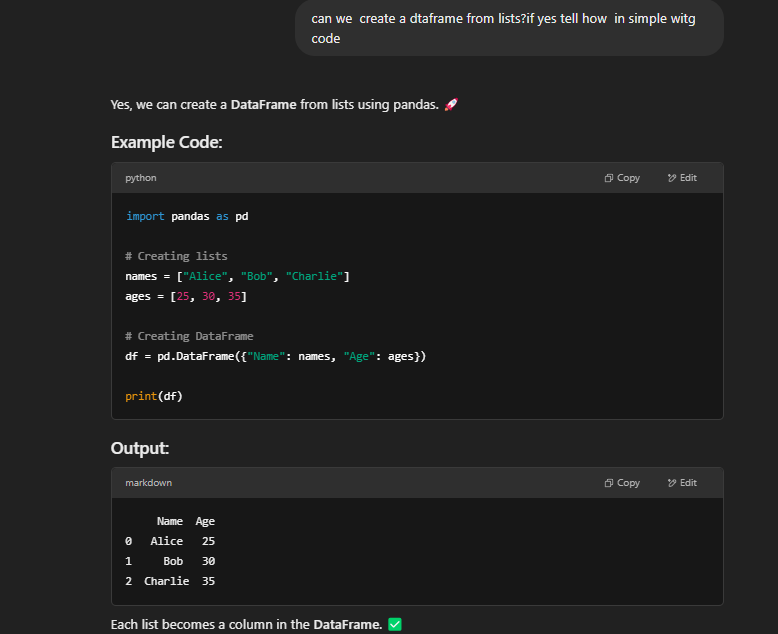 can we  create a dtaframe from lists?if yes tell how  in simple witg
code
Yes, we can create a DataFrame from lists using pandas. 🚀
Example Code:
python Copy Edit
import pandas as pd
# Creating lists
names = ["Alice", "Bob", "Charlie"]
ages = [25, 30, 35]
# Creating DataFrame
df = pd.DataFrame({"Name": names, "Age": ages})
print(df)
Output:
markdown Copy Edit
     Name  Age
0   Alice   25
1     Bob   30
2  Charlie  35
Each list becomes a column in the DataFrame. ✅